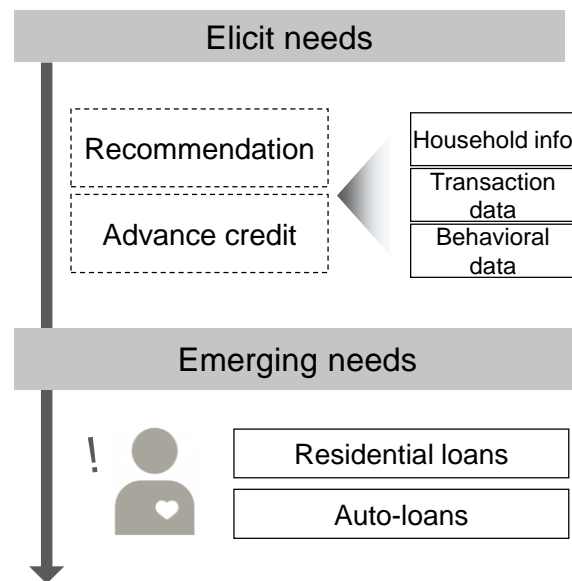 Elicit needs
Recommendation
Advance credit
Household info
Transaction
data
Behavioral
data
Emerging needs
!
Residential loans
Auto-loans